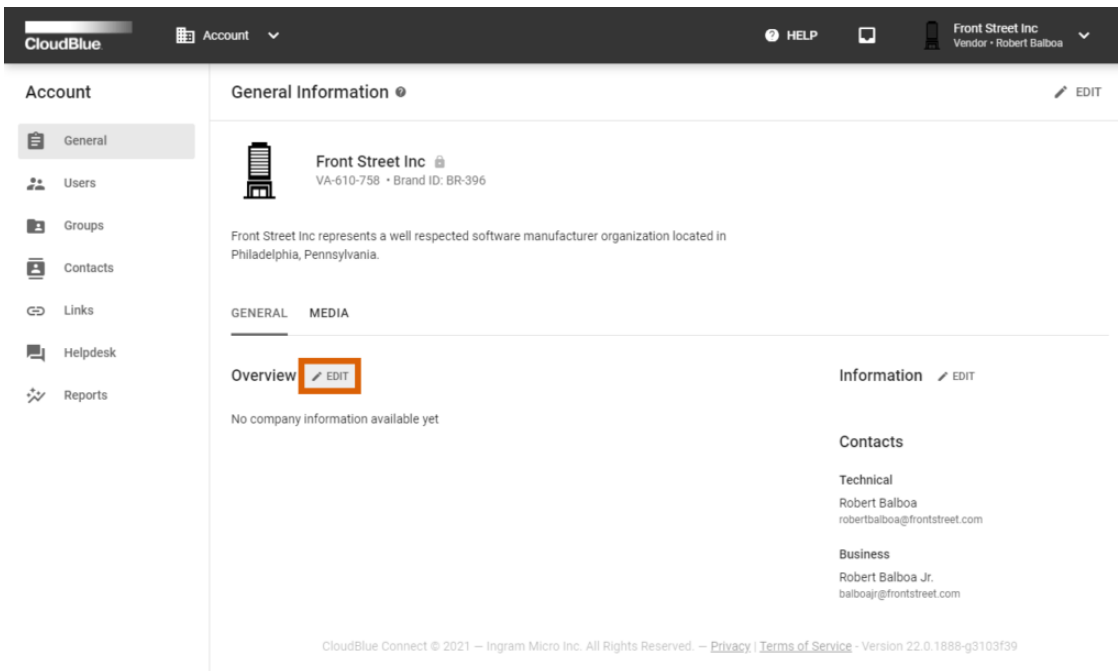 CloudBlue
Account
HELP
Front Street Inc
Vendor • Robert Balboa
Account
General
Users
Groups
Contacts
Links
Helpdesk
Reports
General Information
EDIT
Front Street Inc
VA-610-758 • Brand ID: BR-396
Front Street Inc represents a well respected software manufacturer organization located in
Philadelphia, Pennsylvania.
GENERAL MEDIA
Overview EDIT
No company information available yet
Information EDIT
Contacts
Technical
Robert Balboa
robertbalboa@frontstreet.com
Business
Robert Balboa Jr.
balboajr@frontstreet.com
CloudBlue Connect © 2021 — Ingram Micro Inc. All Rights Reserved. — Privacy | Terms of Service - Version 22.0.1888-g3103f39